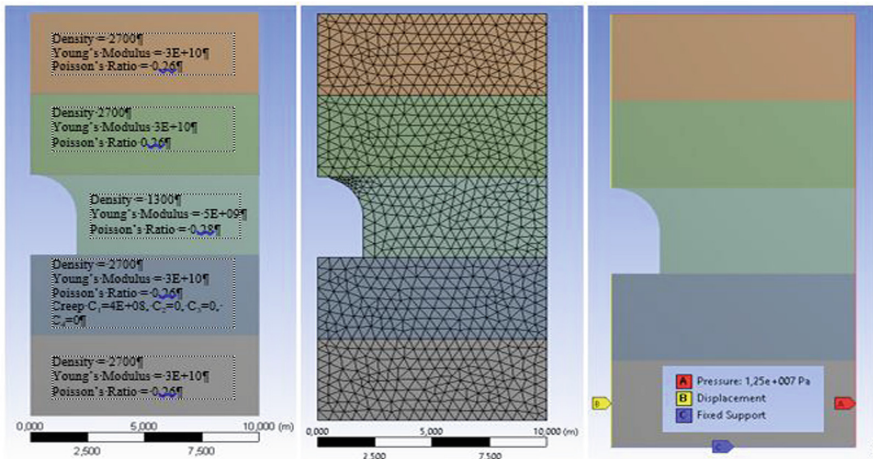 Density = 2700¶
Young's·Modulus·=·3E+10¶
Poisson's·Ratio·=·0,26¶
Density·2700¶
Young's·Modulus·3E+10¶
Poisson's·Ratio·0,26¶
Density·=·1300¶
Young's·Modulus·=·5E+09¶
Poisson's·Ratio·=·0,28¶
Density·=·2700¶
Young's·Modulus·=·3E+10¶
Poisson's·Ratio·=·0,26¶
Creep·C₁=4E+08,·C₂=0,·C₃=0,·
C₄=0¶
Density·=·2700¶
Young's·Modulus·=·3E+10¶
Poisson's·Ratio·=·0,26¶
0,000 5,000 10,000 (m)
2,500 7,500
0,000 5,000 10,000 (m)
2,500 7,500
A Pressure: 1,25e+007 Pa
B Displacement
C Fixed Support
B
A
C